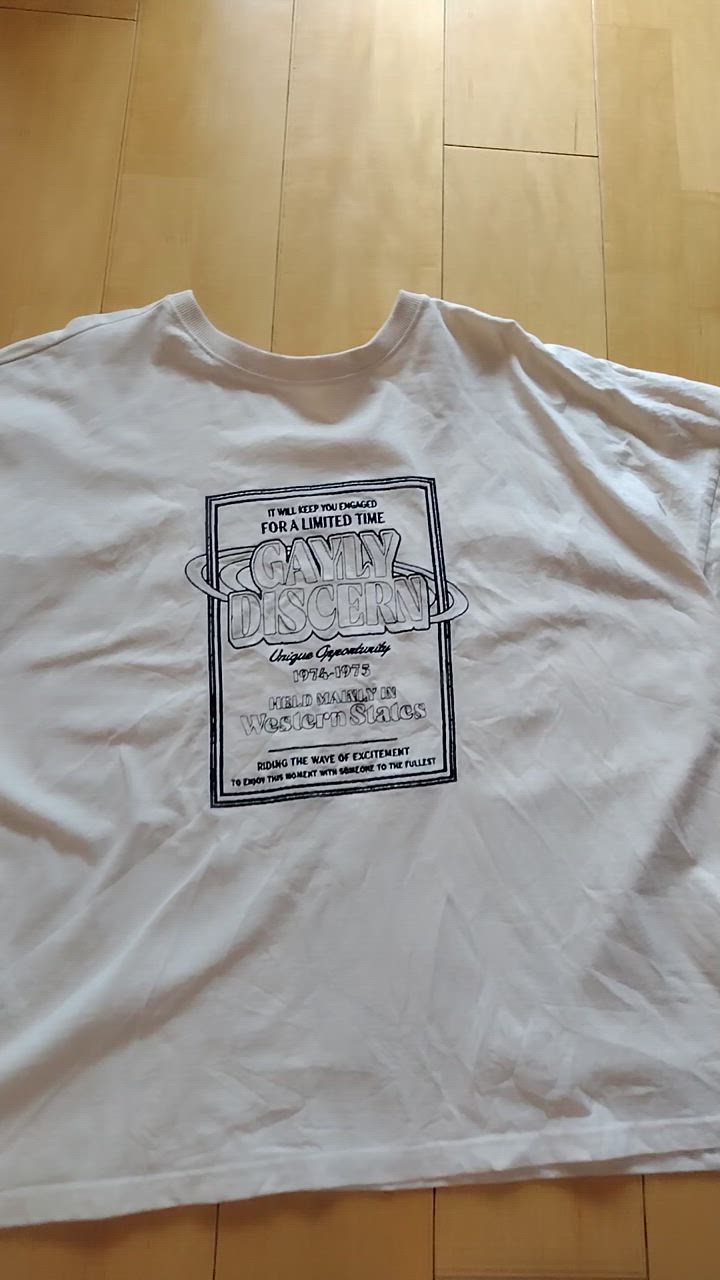 IT WILL KEEP YOU ENGAGED
FOR A LIMITED TIME
GAYLY
DISCERN
Unique Opportunity
1974-1975
HELD MAINLY IN
Western States
RIDING THE WAVE OF EXCITEMENT
TO ENJOY THIS MOMENT WITH SOMEONE TO THE FULLEST